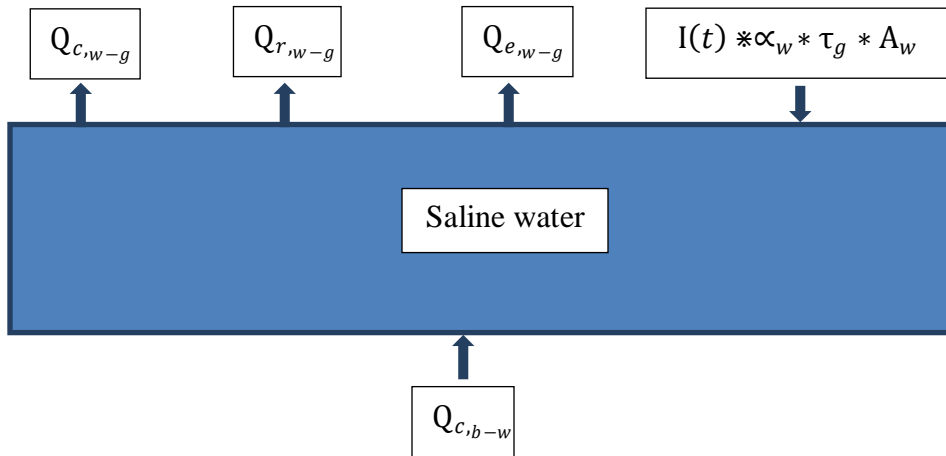 Q_{c,w−g}
Q_{r,w−g}
Q_{e,w−g}
I(t) ⋇∝_w ∗ τ_g ∗ A_w
Saline water
Q_{c,b−w}